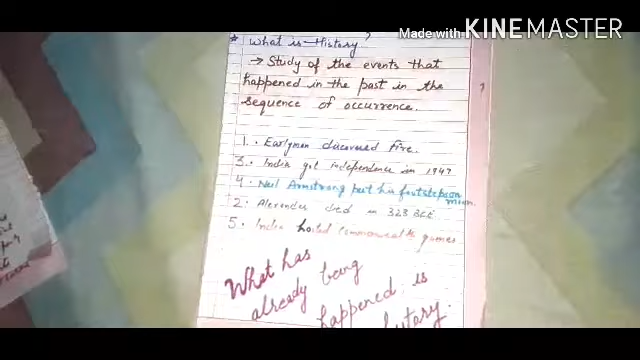 Made with KINEMASTER
* What is History
→ Study of the events that
happened in the past in the
sequence of occurrence.
1. • Earlyman discovered Fire.
3. • India got independence in 1947
4. • Neil Armstrong put his footsteps on
moon.
2. • Alexander died in 323 BCE
5. • India hosted commonwealth games
What has
already being
happened is
history.